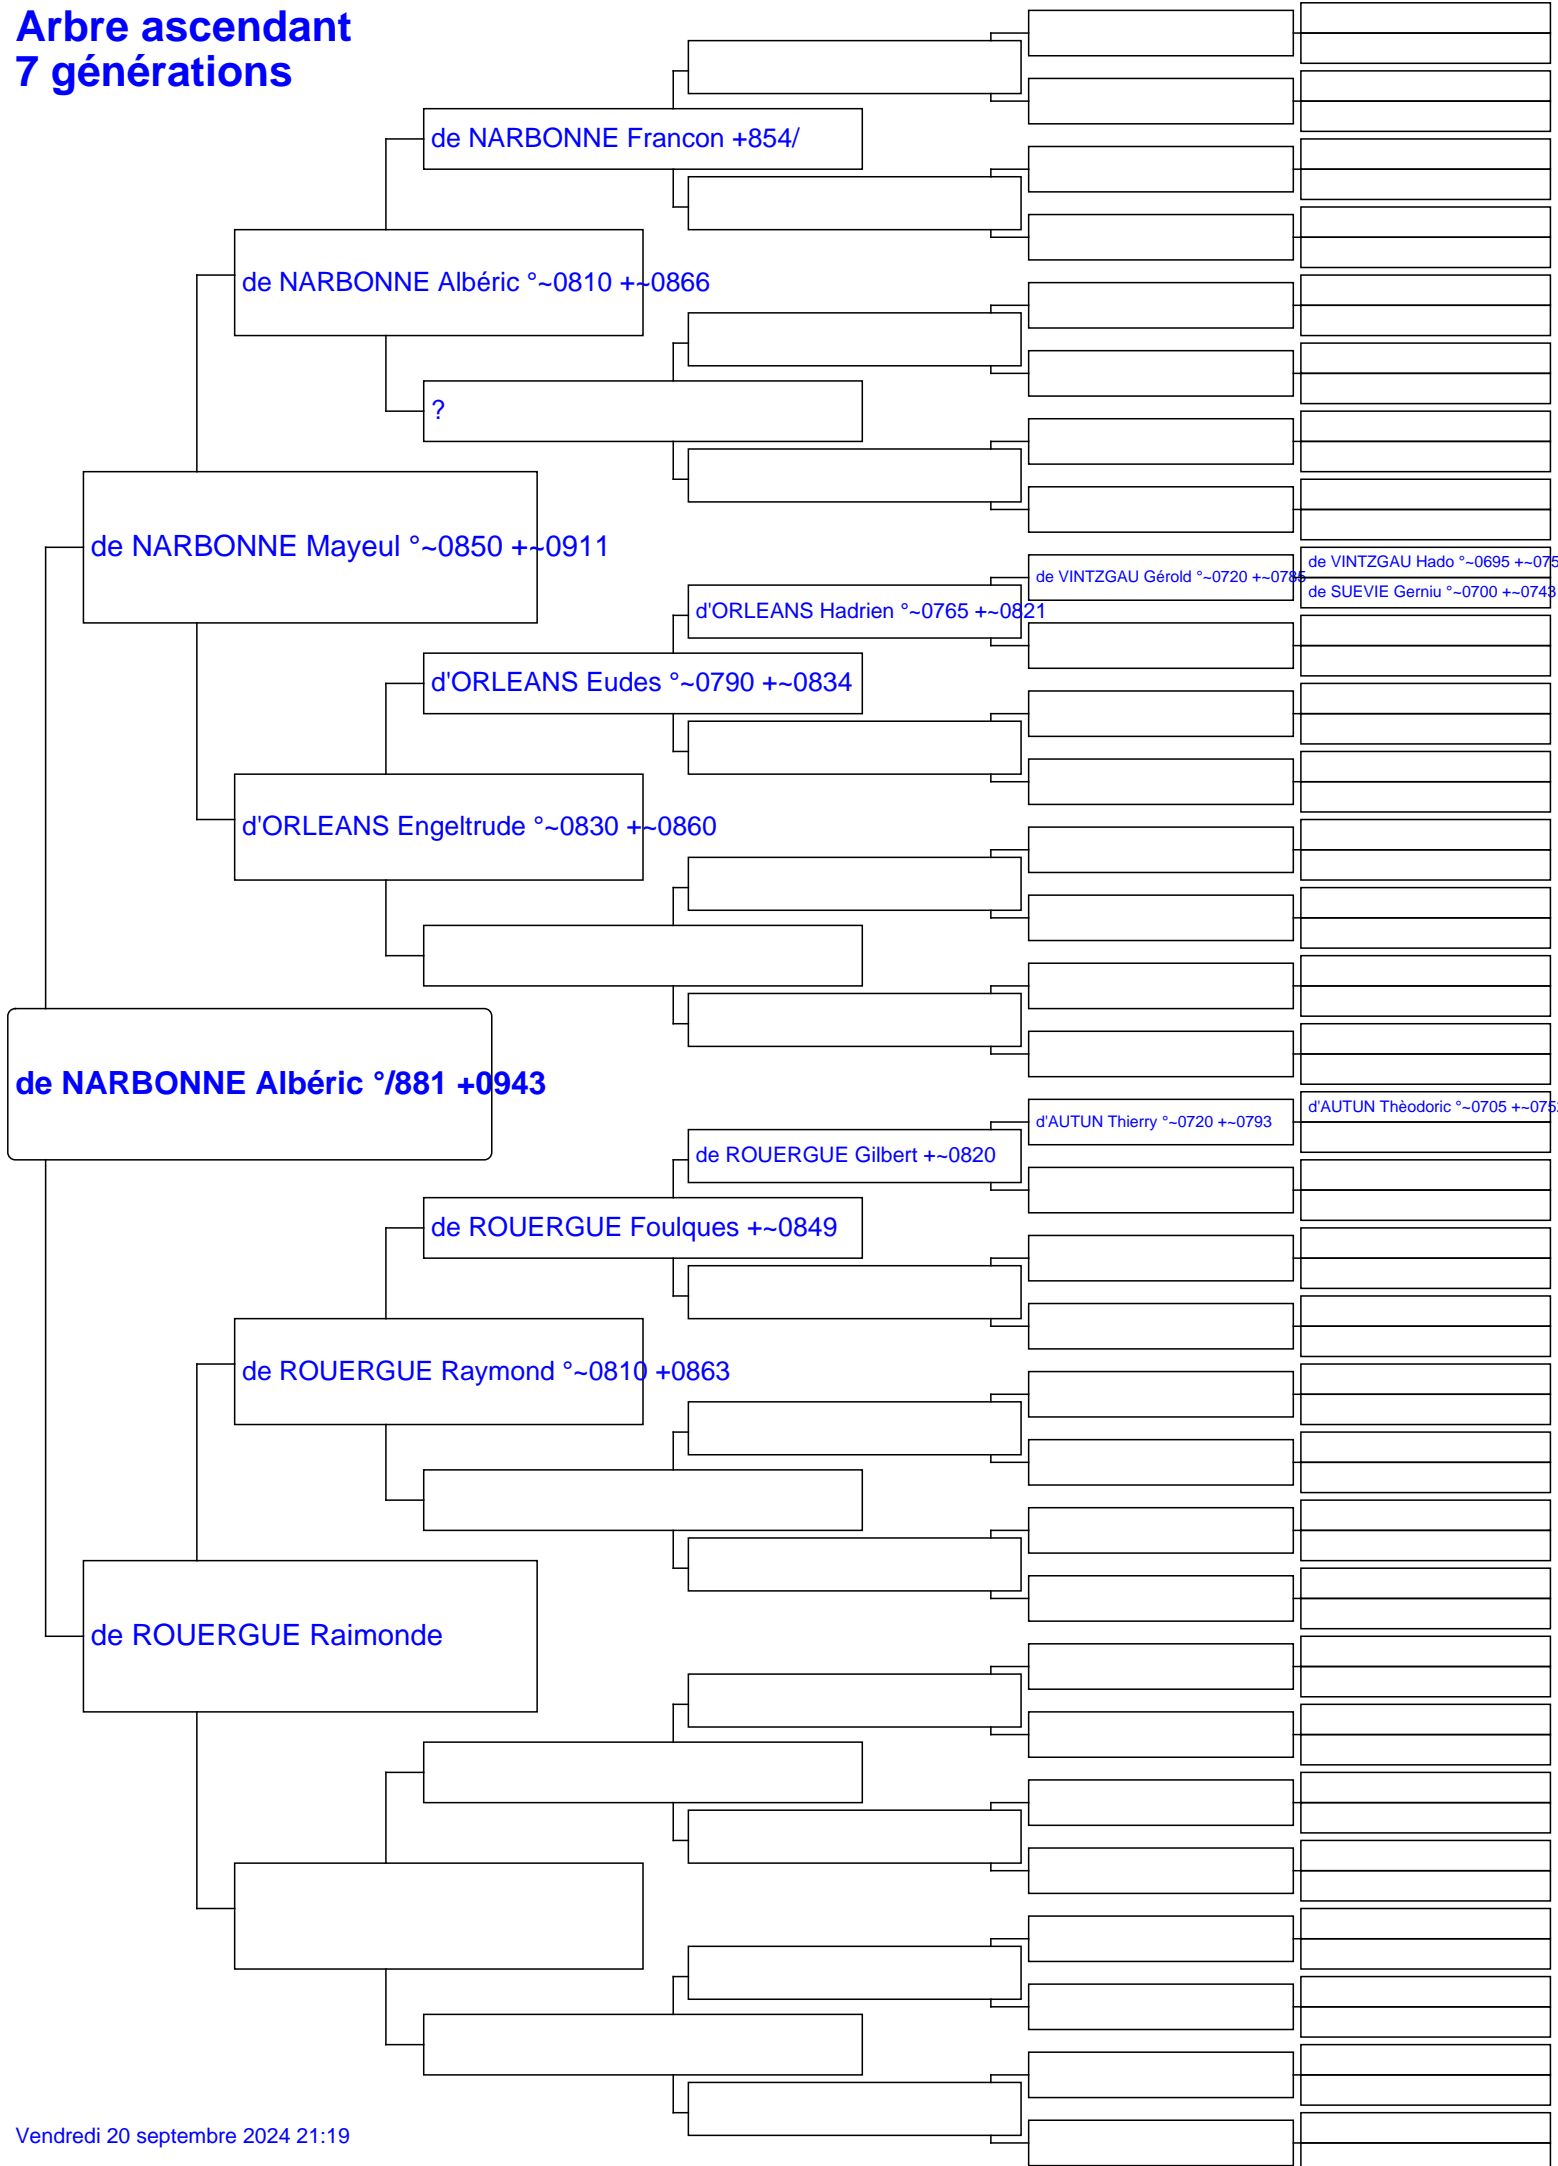 Arbre ascendant
7 générations
de NARBONNE Francon +854/
de NARBONNE Albéric °~0810 +~0866
?
de NARBONNE Mayeul °~0850 +~0911
de VINTZGAU Hado °~0695 +~075
de VINTZGAU Gérold °~0720 +~0785
de SUEVIE Gerniu °~0700 +~0743
d'ORLEANS Hadrien °~0765 +~0821
d'ORLEANS Eudes °~0790 +~0834
d'ORLEANS Engeltrude °~0830 +~0860
de NARBONNE Albéric °/881 +0943
d'AUTUN Thèodoric °~0705 +~075
d'AUTUN Thierry °~0720 +~0793
de ROUERGUE Gilbert +~0820
de ROUERGUE Foulques +~0849
de ROUERGUE Raymond °~0810 +0863
de ROUERGUE Raimonde
Vendredi 20 septembre 2024 21:19